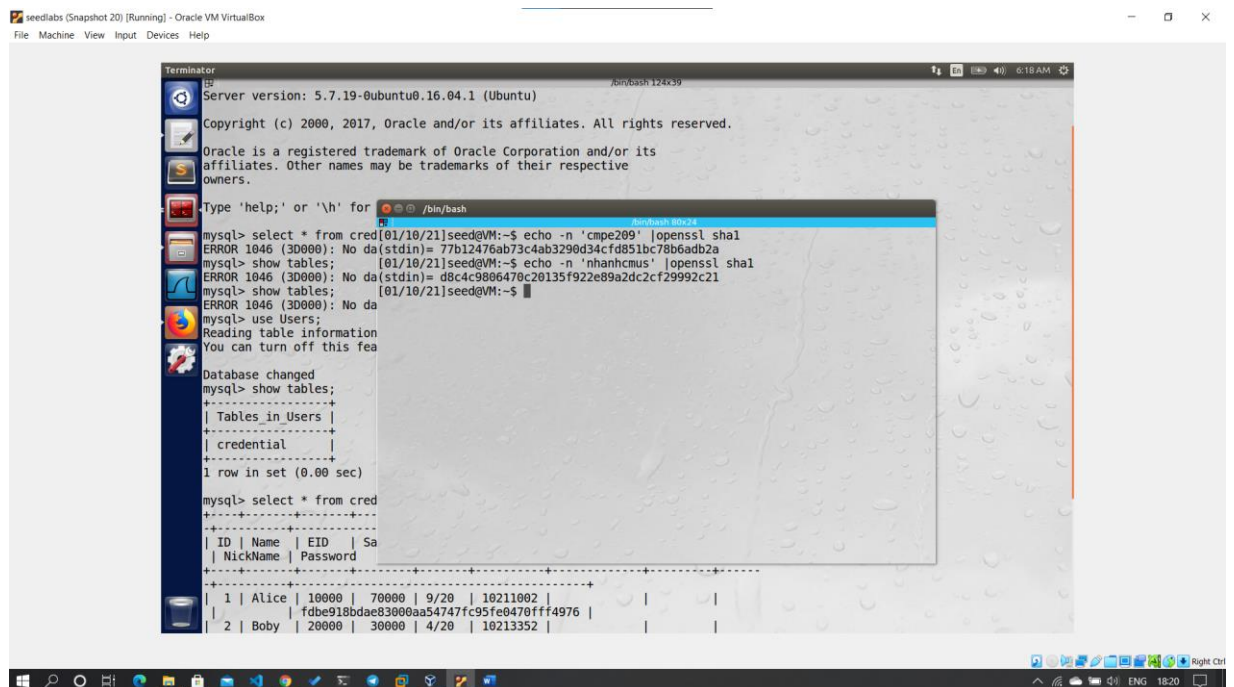 seedlabs (Snapshot 20) [Running] - Oracle VM VirtualBox
File Machine View Input Devices Help
Terminator
En
6:18 AM
/bin/bash 124x39
Server version: 5.7.19-0ubuntu0.16.04.1 (Ubuntu)
Copyright (c) 2000, 2017, Oracle and/or its affiliates. All rights reserved.
Oracle is a registered trademark of Oracle Corporation and/or its
affiliates. Other names may be trademarks of their respective
owners.
Type 'help;' or '\h' for
mysql> select * from cred
ERROR 1046 (3D000): No da
mysql> show tables;
ERROR 1046 (3D000): No da
mysql> show tables;
ERROR 1046 (3D000): No da
mysql> use Users;
Reading table information
You can turn off this fea
Database changed
mysql> show tables;
+-----------------+
| Tables_in_Users |
+-----------------+
| credential      |
+-----------------+
1 row in set (0.00 sec)
mysql> select * from cred
| ID | Name | EID | Sa
| NickName | Password
| 1 | Alice | 10000 | 70000 | 9/20 | 10211002 | | |
| | fdbe918bdae83000aa54747fc95fe0470fff4976 |
| 2 | Boby | 20000 | 30000 | 4/20 | 10213352 | | |
/bin/bash
/bin/bash 80x24
[01/10/21]seed@VM:~$ echo -n 'cmpe209' |openssl sha1
(stdin)= 77b12476ab73c4ab3290d34cfd851bc78b6adb2a
[01/10/21]seed@VM:~$ echo -n 'nhanhcmus' |openssl sha1
(stdin)= d8c4c9806470c20135f922e89a2dc2cf29992c21
[01/10/21]seed@VM:~$
Right Ctrl
ENG 18:20